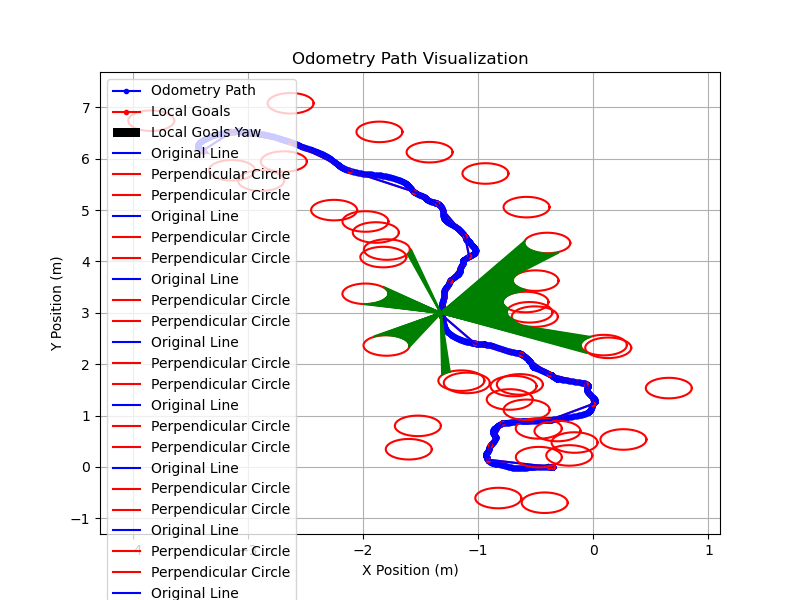 Odometry Path Visualization
Odometry Path
Local Goals
Local Goals Yaw
Original Line
Perpendicular Circle
Perpendicular Circle
Original Line
Perpendicular Circle
Perpendicular Circle
Original Line
Perpendicular Circle
Perpendicular Circle
Original Line
Perpendicular Circle
Perpendicular Circle
Original Line
Perpendicular Circle
Perpendicular Circle
Original Line
Perpendicular Circle
Perpendicular Circle
Original Line
Perpendicular Circle
Perpendicular Circle
Original Line
Y Position (m)
7
6
5
4
3
2
1
0
−1
−4 −3 −2 −1 0 1
X Position (m)